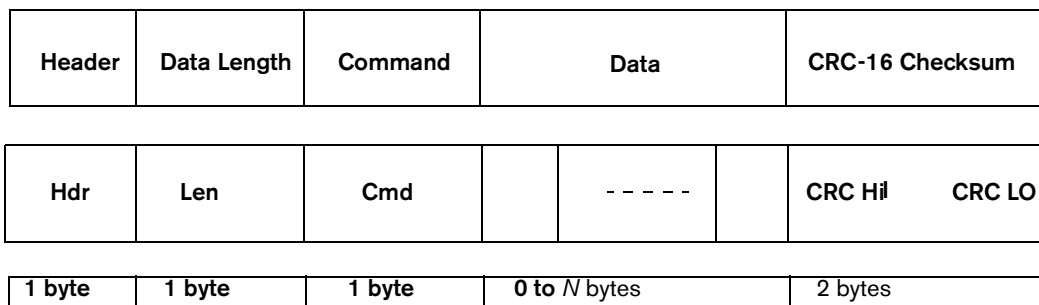 Header Data Length Command Data CRC-16 Checksum
Hdr Len Cmd - - - - - CRC Hi CRC LO
1 byte 1 byte 1 byte 0 to N bytes 2 bytes